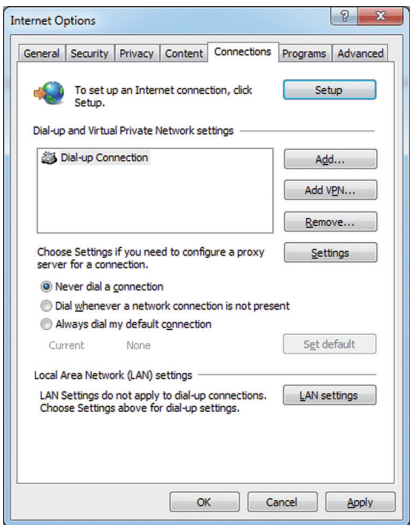 Internet Options
General Security Privacy Content Connections Programs Advanced
To set up an Internet connection, click
Setup.
Setup
Dial-up and Virtual Private Network settings
Dial-up Connection
Add...
Add VPN...
Remove...
Choose Settings if you need to configure a proxy
server for a connection.
Settings
Never dial a connection
Dial whenever a network connection is not present
Always dial my default connection
Current None
Set default
Local Area Network (LAN) settings
LAN Settings do not apply to dial-up connections.
Choose Settings above for dial-up settings.
LAN settings
OK Cancel Apply